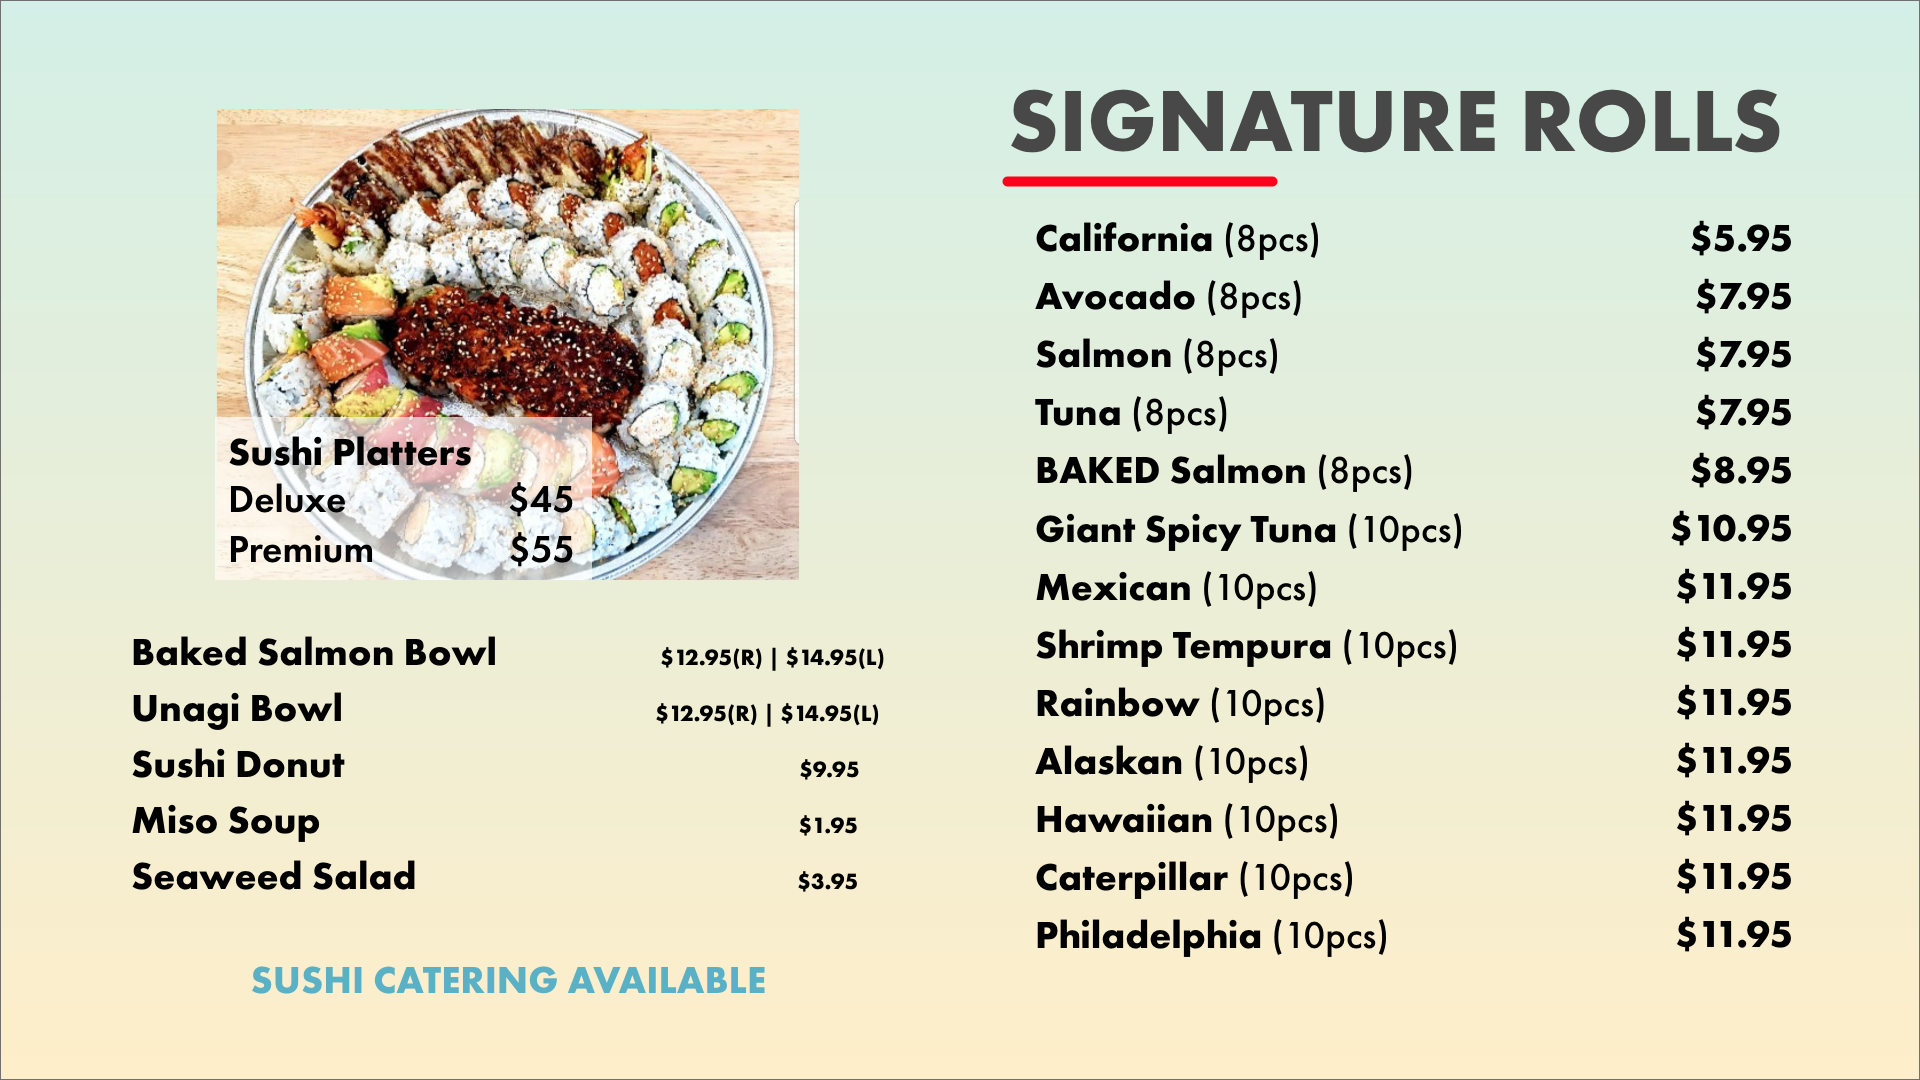 Sushi Platters
Deluxe $45
Premium $55
Baked Salmon Bowl $12.95(R) | $14.95(L)
Unagi Bowl $12.95(R) | $14.95(L)
Sushi Donut $9.95
Miso Soup $1.95
Seaweed Salad $3.95
SUSHI CATERING AVAILABLE
SIGNATURE ROLLS
California (8pcs) $5.95
Avocado (8pcs) $7.95
Salmon (8pcs) $7.95
Tuna (8pcs) $7.95
BAKED Salmon (8pcs) $8.95
Giant Spicy Tuna (10pcs) $10.95
Mexican (10pcs) $11.95
Shrimp Tempura (10pcs) $11.95
Rainbow (10pcs) $11.95
Alaskan (10pcs) $11.95
Hawaiian (10pcs) $11.95
Caterpillar (10pcs) $11.95
Philadelphia (10pcs) $11.95